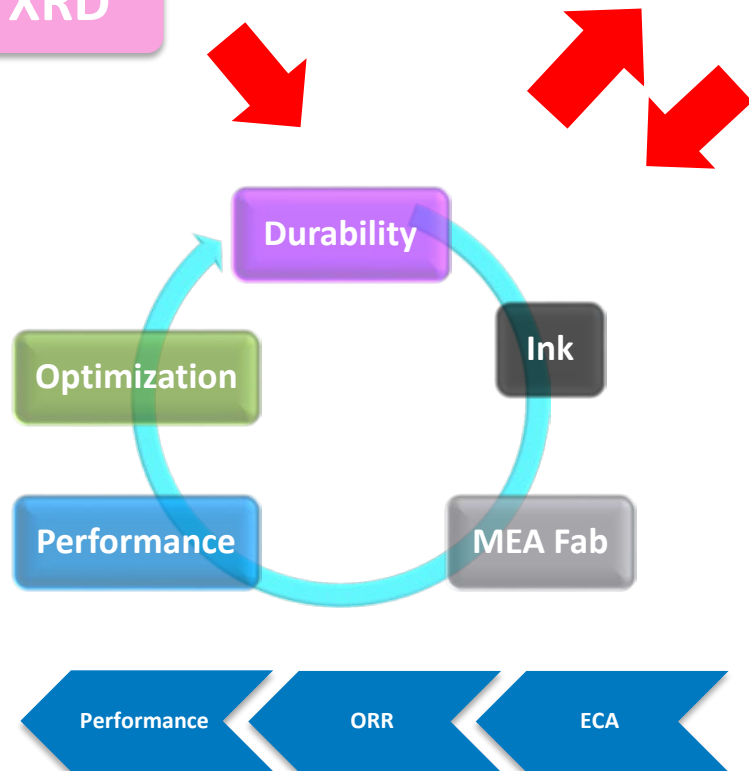 XRD
Durability
Ink
Optimization
Performance
MEA Fab
Performance
ORR
ECA